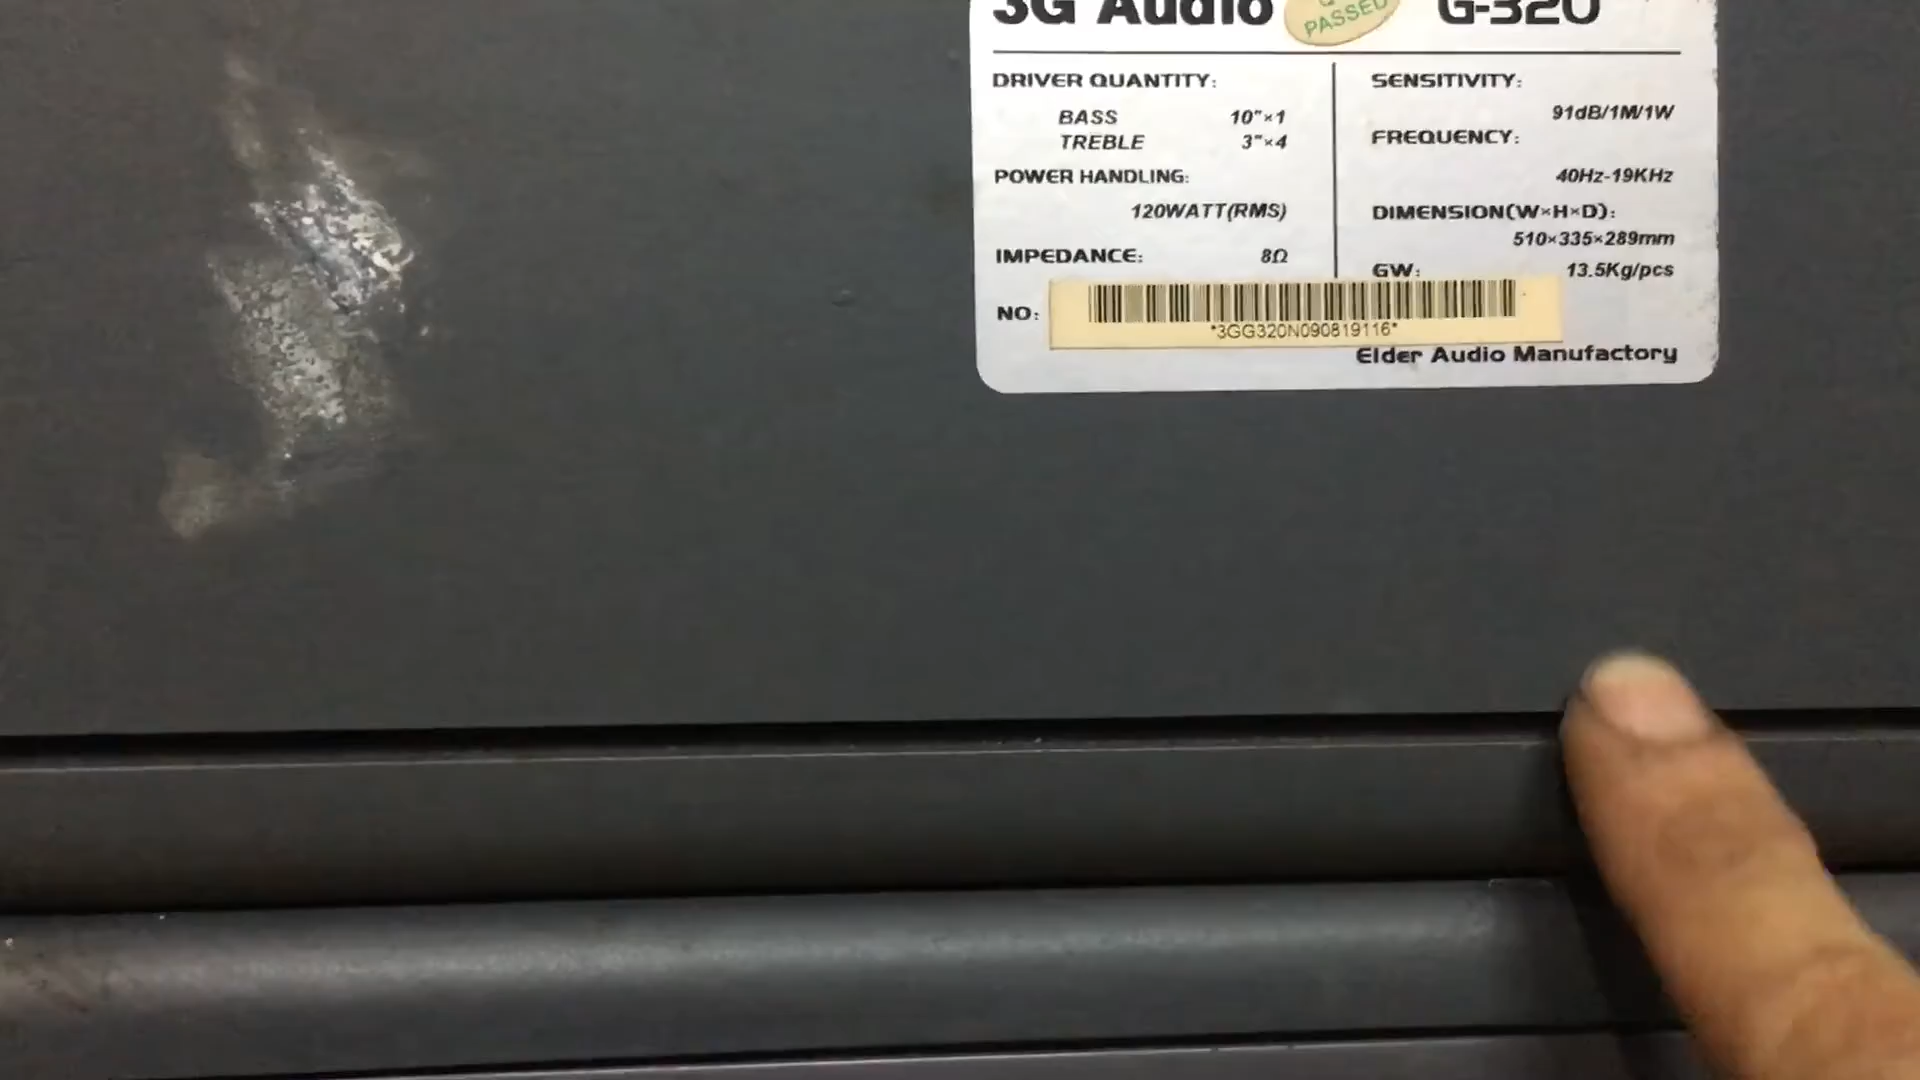 3G Audio PASSED G-320
DRIVER QUANTITY:
BASS 10"×1
TREBLE 3"×4
POWER HANDLING:
120WATT(RMS)
IMPEDANCE: 8Ω
SENSITIVITY:
91dB/1M/1W
FREQUENCY:
40Hz-19KHz
DIMENSION(W×H×D):
510×335×289mm
GW: 13.5Kg/pcs
NO:
*3GG320N090819116*
Elder Audio Manufactory